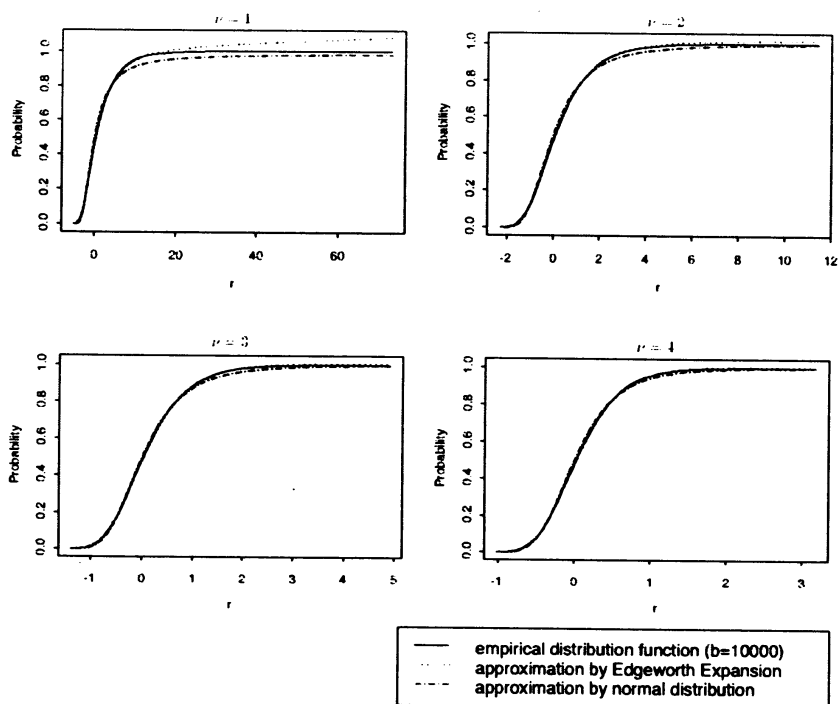 ν = 1
Probability
0.0 0.2 0.4 0.6 0.8 1.0
0 20 40 60
r
ν = 2
Probability
0.0 0.2 0.4 0.6 0.8 1.0
-2 0 2 4 6 8 10 12
r
ν = 3
Probability
0.0 0.2 0.4 0.6 0.8 1.0
-1 0 1 2 3 4 5
r
ν = 4
Probability
0.0 0.2 0.4 0.6 0.8 1.0
-1 0 1 2 3
r
empirical distribution function (b=10000)
approximation by Edgeworth Expansion
approximation by normal distribution